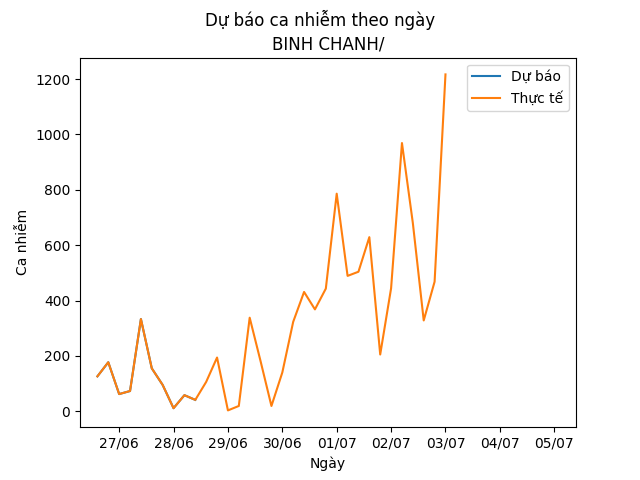 Dự báo ca nhiễm theo ngày
BINH CHANH/
Dự báo
Thực tế
Ca nhiễm
1200
1000
800
600
400
200
0
27/06 28/06 29/06 30/06 01/07 02/07 03/07 04/07 05/07
Ngày